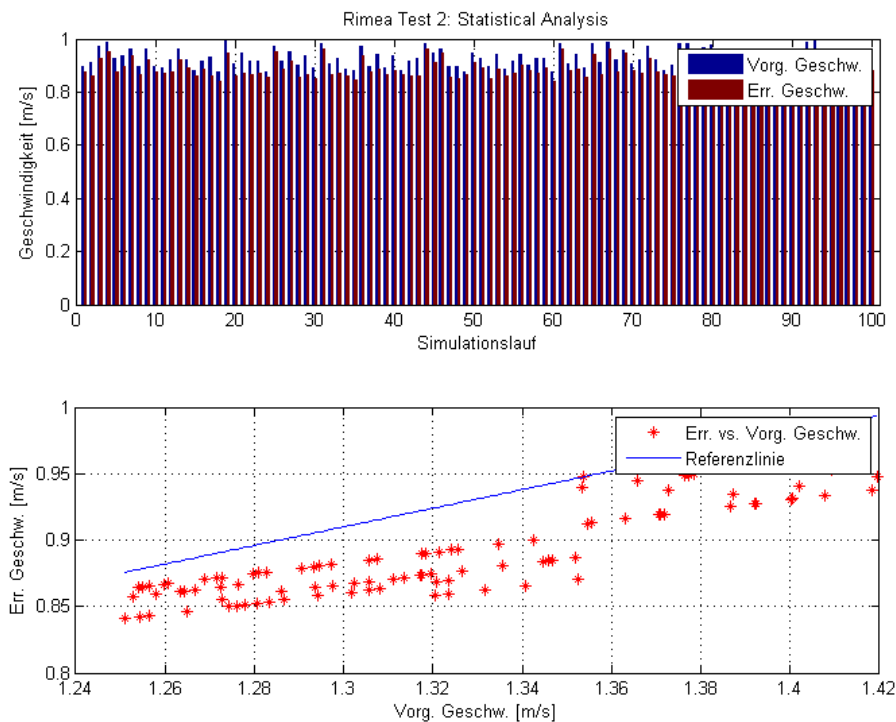 Rimea Test 2: Statistical Analysis
1
0.8
0.6
0.4
0.2
0
Geschwindigkeit [m/s]
Vorg. Geschw.
Err. Geschw.
0 10 20 30 40 50 60 70 80 90 100
Simulationslauf
1
0.95
0.9
0.85
0.8
Err. Geschw. [m/s]
Err. vs. Vorg. Geschw.
Referenzlinie
1.24 1.26 1.28 1.3 1.32 1.34 1.36 1.38 1.4 1.42
Vorg. Geschw. [m/s]